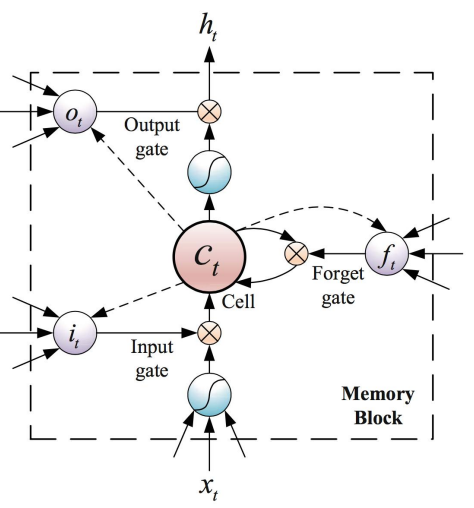 h_t
o_t
Output
gate
c_t
f_t
Forget
gate
Cell
i_t
Input
gate
Memory
Block
x_t